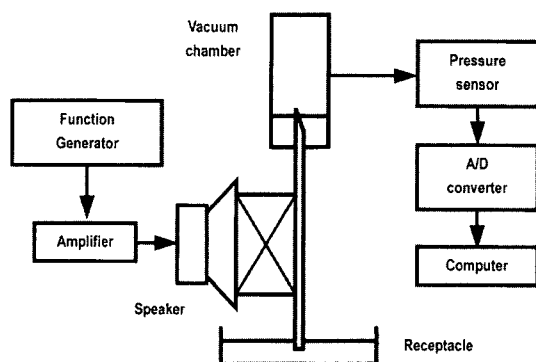 Vacuum
chamber
Pressure
sensor
Function
Generator
A/D
converter
Amplifier
Computer
Speaker
Receptacle